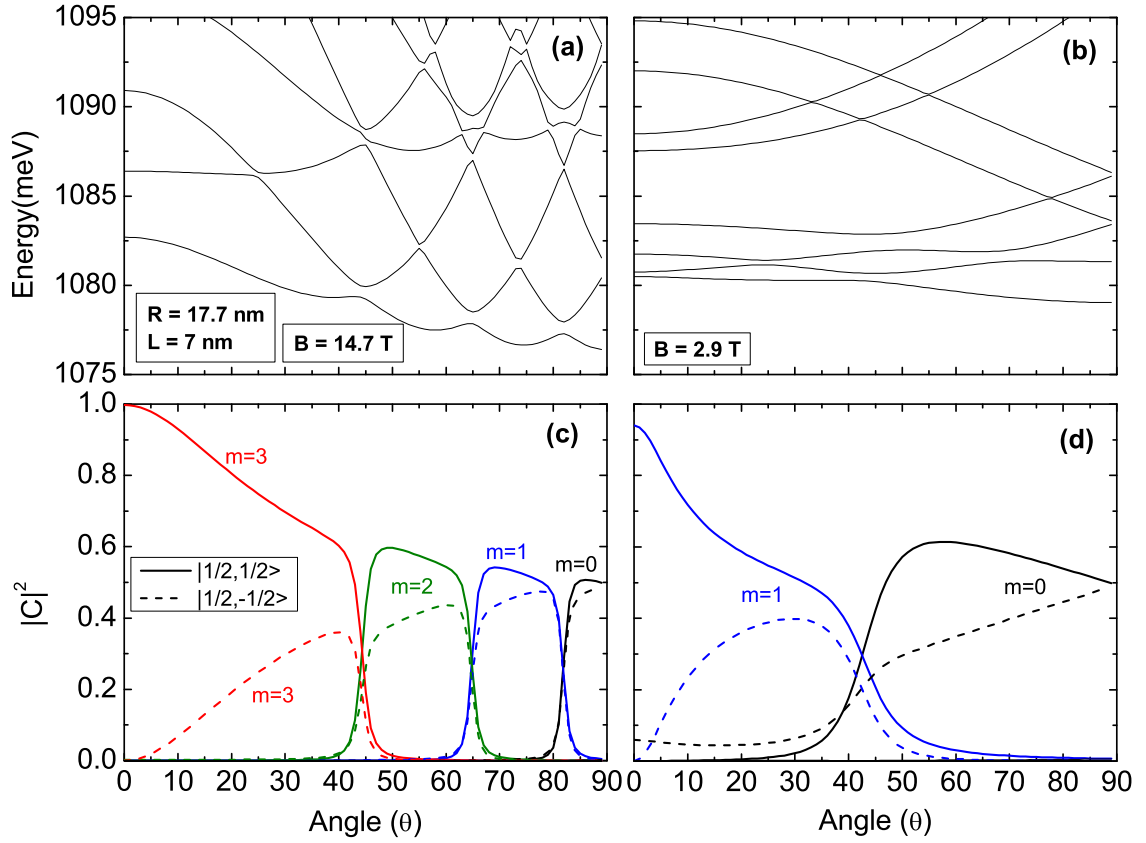 1095
1090
1085
1080
1075
Energy(meV)
(a)
(b)
R = 17.7 nm
L = 7 nm
B = 14.7 T
B = 2.9 T
1.0
0.8
0.6
0.4
0.2
0.0
|C|²
(c)
(d)
m=3
m=3
m=2
m=1
m=0
|1/2,1/2>
|1/2,-1/2>
m=1
m=0
0 10 20 30 40 50 60 70 80 90
0 10 20 30 40 50 60 70 80 90
Angle (θ)
Angle (θ)